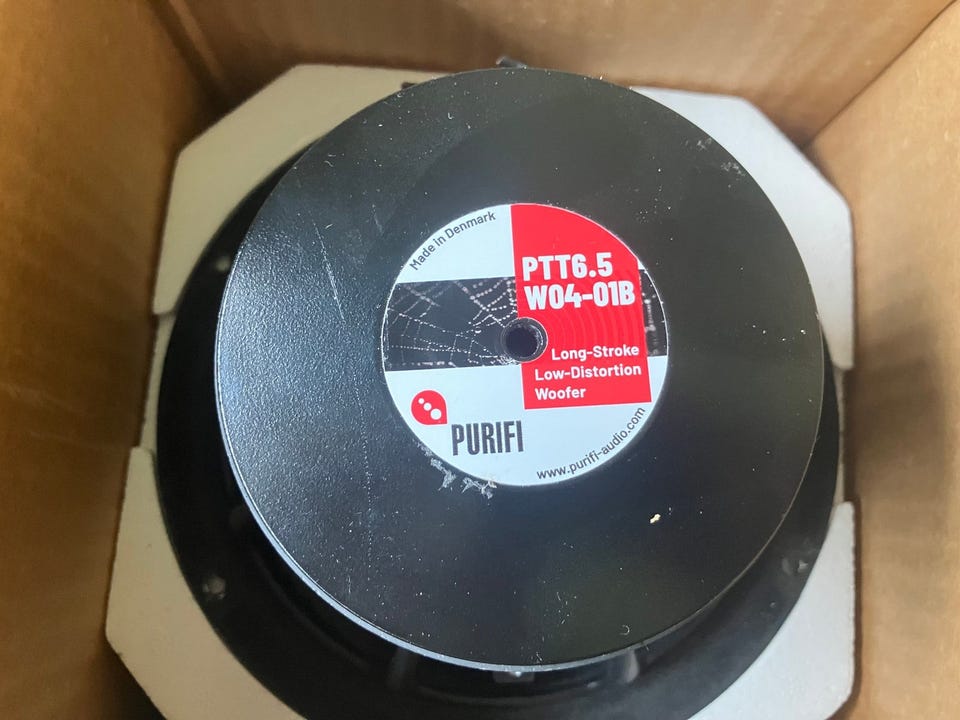 Made in Denmark
PTT6.5
W04-01B
Long-Stroke
Low-Distortion
Woofer
PURIFI
www.purifi-audio.com